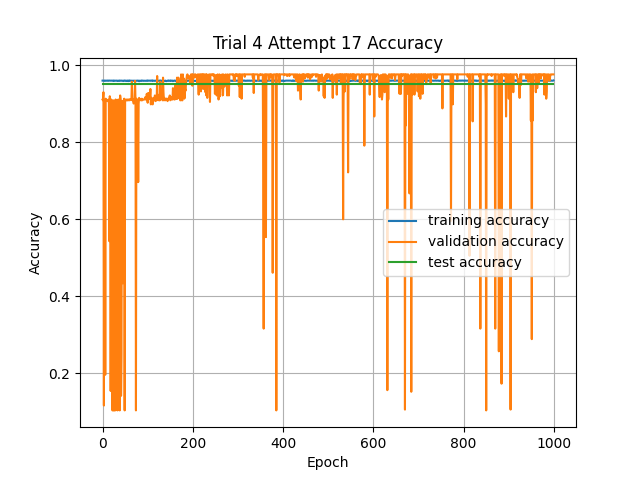 Trial 4 Attempt 17 Accuracy
1.0
0.8
0.6
0.4
0.2
Accuracy
training accuracy
validation accuracy
test accuracy
0
200
400
600
800
1000
Epoch